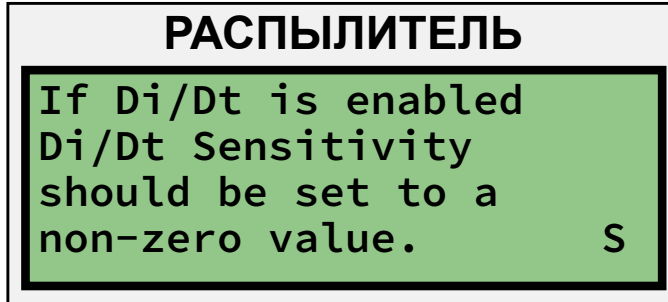 РАСПЫЛИТЕЛЬ
If Di/Dt is enabled
Di/Dt Sensitivity
should be set to a
non-zero value. S